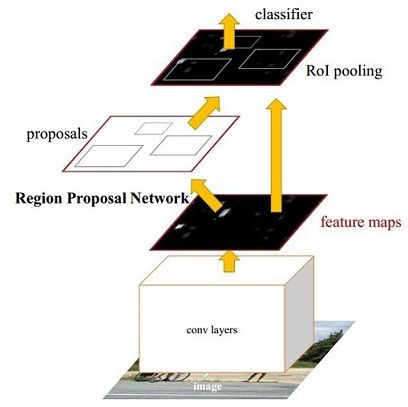 classifier
RoI pooling
proposals
Region Proposal Network
feature maps
conv layers
image